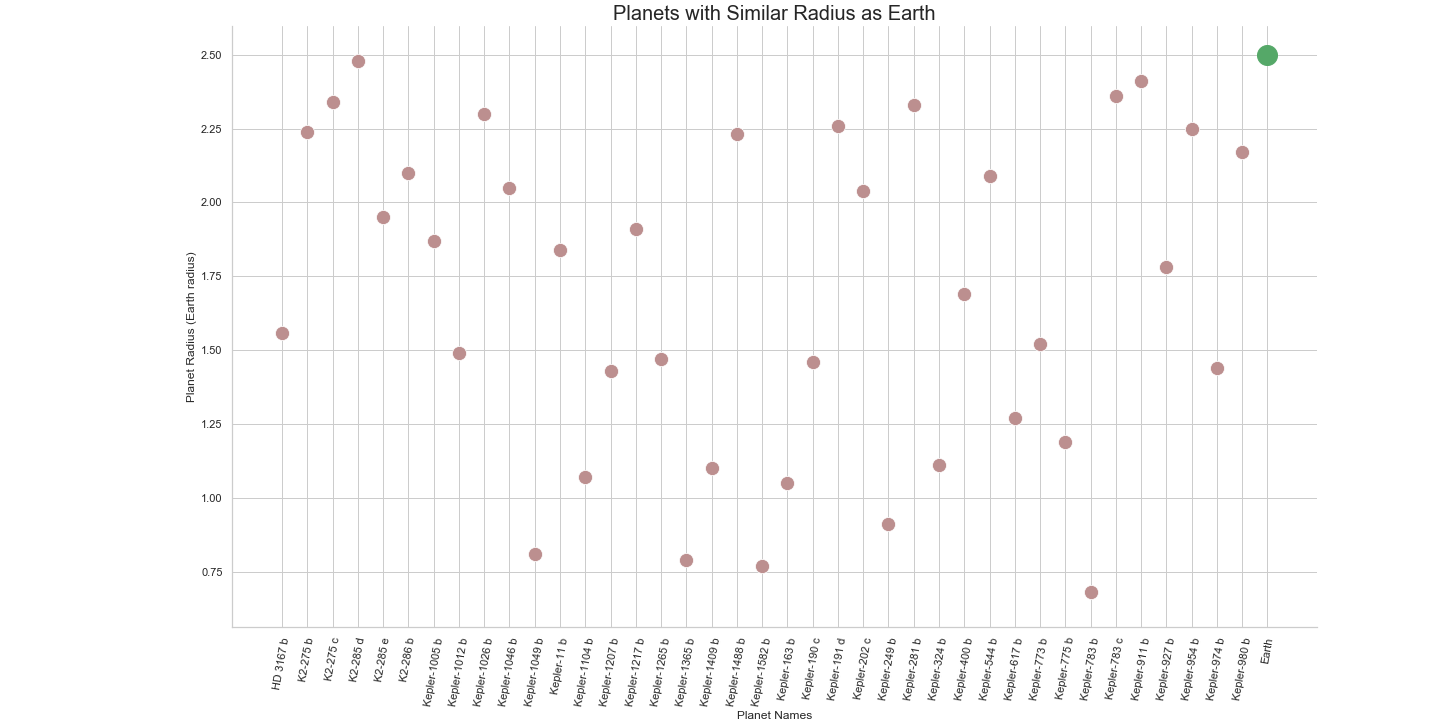 Planets with Similar Radius as Earth
Planet Radius (Earth radius)
2.50
2.25
2.00
1.75
1.50
1.25
1.00
0.75
HD 3167 b
K2-275 b
K2-275 c
K2-285 d
K2-285 e
K2-286 b
Kepler-1005 b
Kepler-1012 b
Kepler-1026 b
Kepler-1046 b
Kepler-1049 b
Kepler-111 b
Kepler-1104 b
Kepler-1207 b
Kepler-1217 b
Kepler-1265 b
Kepler-1365 b
Kepler-1409 b
Kepler-1488 b
Kepler-1582 b
Kepler-163 b
Kepler-190 c
Kepler-191 d
Kepler-202 c
Kepler-249 b
Kepler-281 b
Kepler-324 b
Kepler-400 b
Kepler-544 b
Kepler-617 b
Kepler-773 b
Kepler-775 b
Kepler-783 b
Kepler-783 c
Kepler-911 b
Kepler-927 b
Kepler-954 b
Kepler-974 b
Kepler-980 b
Earth
Planet Names